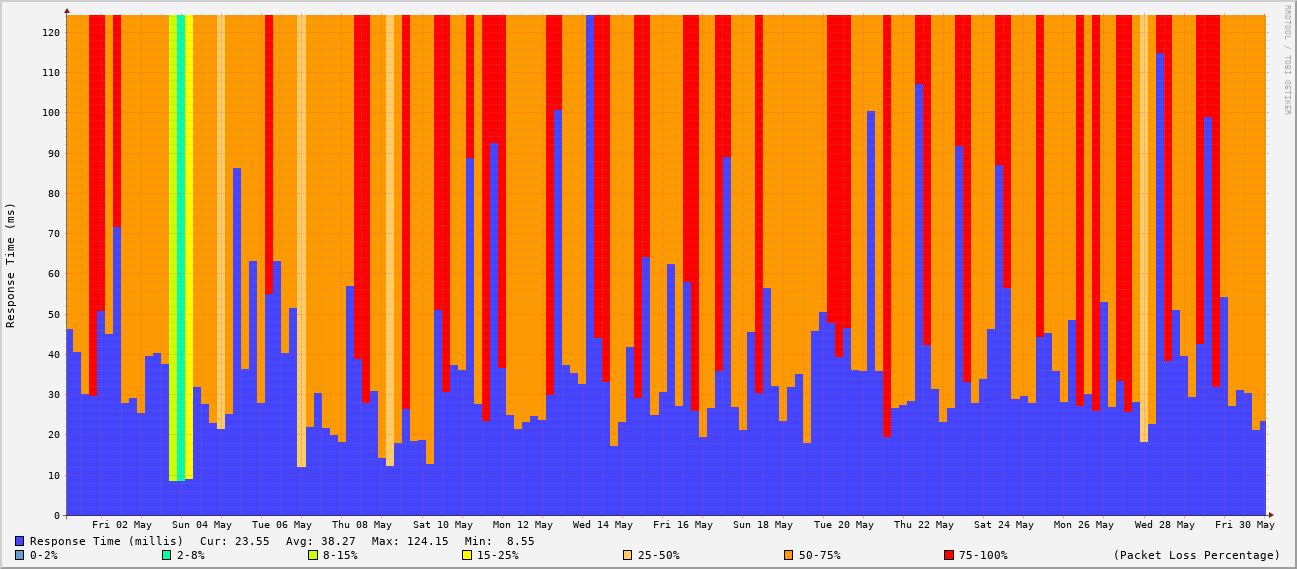 RRDTOOL / TOBI OETIKER
Response Time (ms)
120
110
100
90
80
70
60
50
40
30
20
10
0
Fri 02 May Sun 04 May Tue 06 May Thu 08 May Sat 10 May Mon 12 May Wed 14 May Fri 16 May Sun 18 May Tue 20 May Thu 22 May Sat 24 May Mon 26 May Wed 28 May Fri 30 May
Response Time (millis) Cur: 23.55 Avg: 38.27 Max: 124.15 Min: 8.55
0-2% 2-8% 8-15% 15-25% 25-50% 50-75% 75-100% (Packet Loss Percentage)